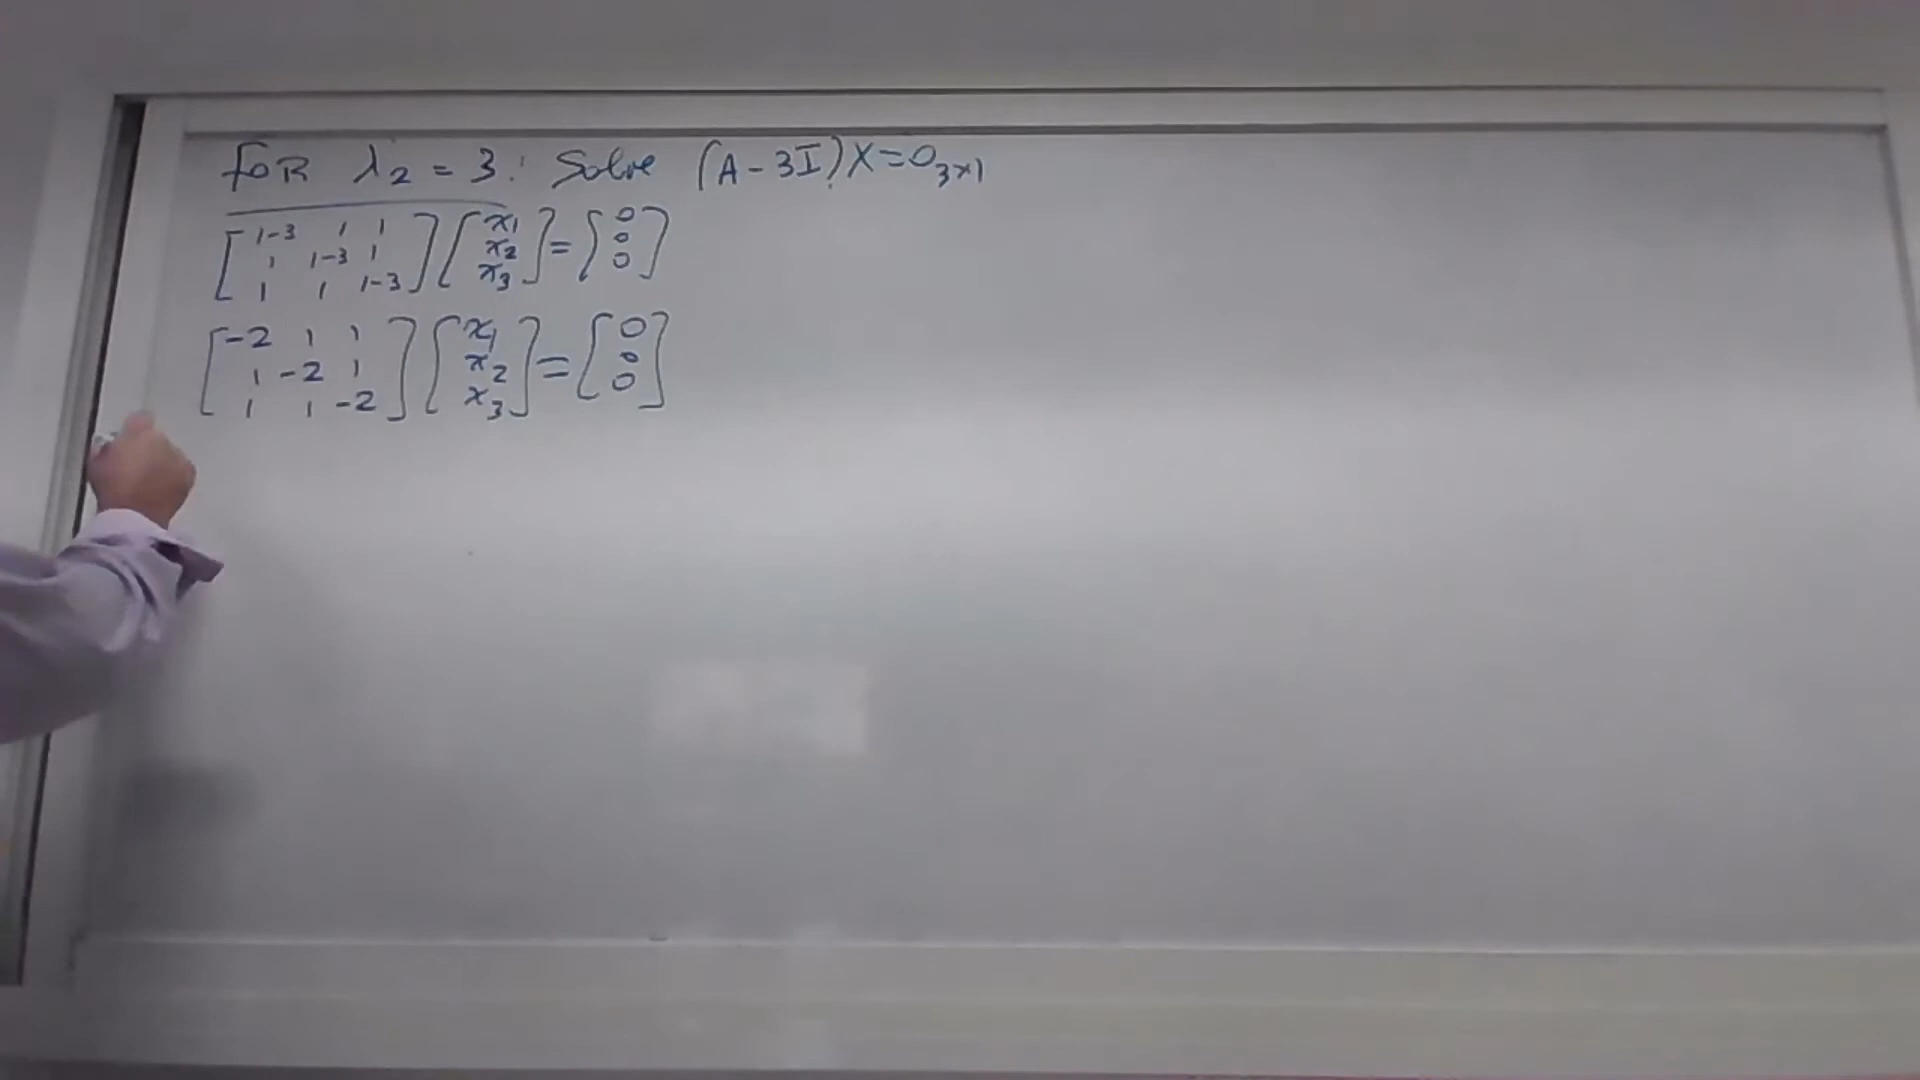 FOR λ2 = 3: Solve (A - 3I)X = 03×1
[1-3 1 1] [x1] = [0]
[1 1-3 1] [x2] [0]
[1 1 1-3] [x3] [0]
[-2 1 1] [x1] = [0]
[1 -2 1] [x2] [0]
[1 1 -2] [x3] [0]